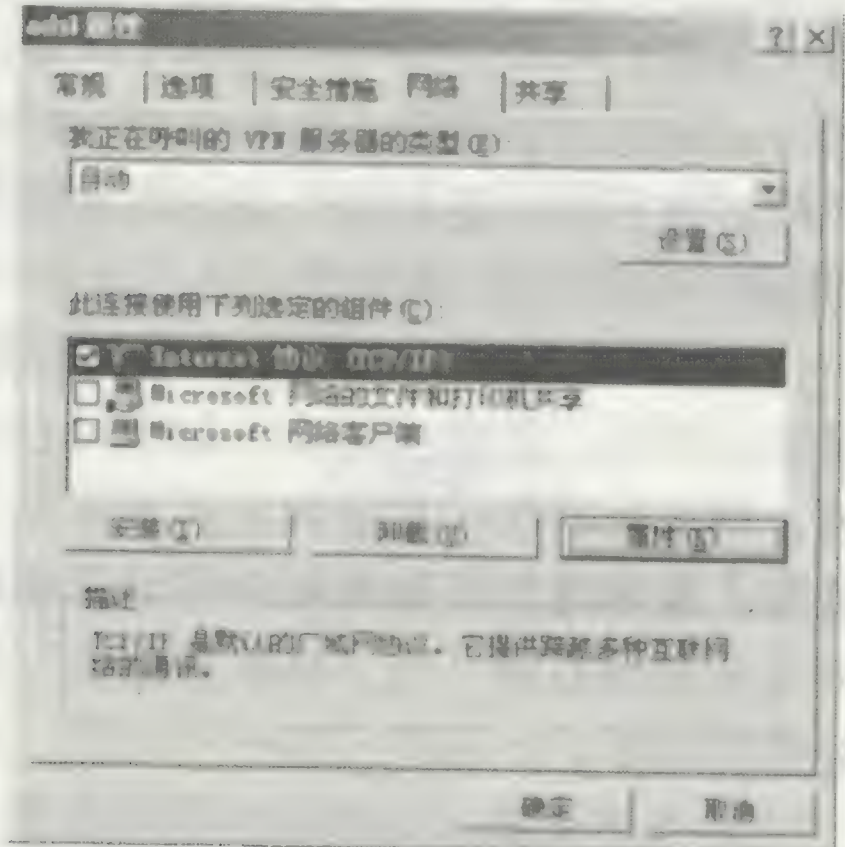 adsl 属性
? ×
常规 选项 安全措施 网络 共享
我正在呼叫的 VPN 服务器的类型(E):
自动
设置(S)
此连接使用下列选定的组件(C):
Internet 协议 (TCP/IP)
Microsoft 网络的文件和打印机共享
Microsoft 网络客户端
安装(I) 卸载(U) 属性(R)
描述
TCP/IP 是默认的广域网协议。它提供跨越多种互联网
络的通讯。
确定 取消